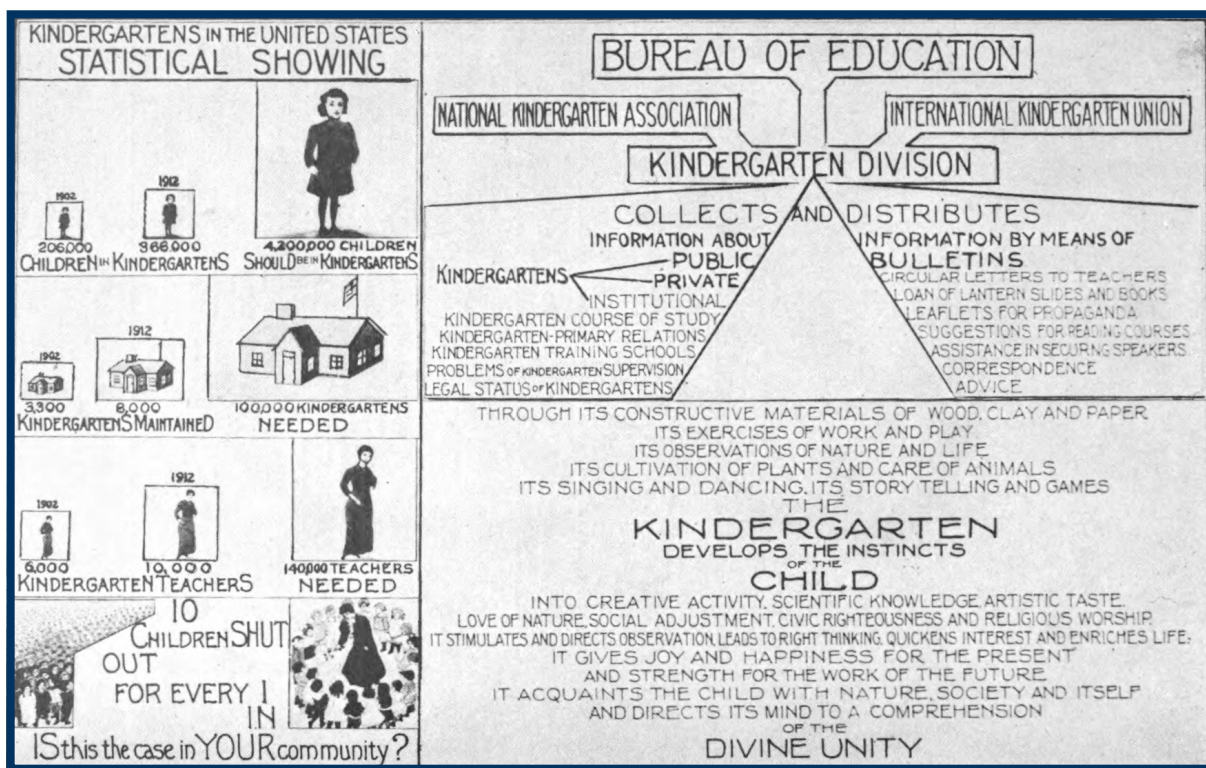 KINDERGARTENS IN THE UNITED STATES
STATISTICAL SHOWING
1902
1912
206,000
366,000
4,200,000 CHILDREN
CHILDREN IN KINDERGARTENS
SHOULD BE IN KINDERGARTENS
1902
1912
3,300
8,000
100,000 KINDERGARTENS
KINDERGARTENS MAINTAINED
NEEDED
1902
1912
6,000
10,000
140,000 TEACHERS
KINDERGARTEN TEACHERS
NEEDED
10
CHILDREN SHUT
OUT
FOR EVERY 1
IN
IS this the case in YOUR community?
BUREAU OF EDUCATION
NATIONAL KINDERGARTEN ASSOCIATION
INTERNATIONAL KINDERGARTEN UNION
KINDERGARTEN DIVISION
COLLECTS AND DISTRIBUTES
INFORMATION ABOUT
PUBLIC
KINDERGARTENS
PRIVATE
INSTITUTIONAL
KINDERGARTEN COURSE OF STUDY
KINDERGARTEN-PRIMARY RELATIONS
KINDERGARTEN TRAINING SCHOOLS
PROBLEMS OF KINDERGARTEN SUPERVISION
LEGAL STATUS OF KINDERGARTENS
INFORMATION BY MEANS OF
BULLETINS
CIRCULAR LETTERS TO TEACHERS
LOAN OF LANTERN SLIDES AND BOOKS
LEAFLETS FOR PROPAGANDA
SUGGESTIONS FOR READING COURSES
ASSISTANCE IN SECURING SPEAKERS
CORRESPONDENCE
ADVICE
THROUGH ITS CONSTRUCTIVE MATERIALS OF WOOD, CLAY AND PAPER
ITS EXERCISES OF WORK AND PLAY
ITS OBSERVATIONS OF NATURE AND LIFE
ITS CULTIVATION OF PLANTS AND CARE OF ANIMALS
ITS SINGING AND DANCING, ITS STORY TELLING AND GAMES
THE
KINDERGARTEN
DEVELOPS THE INSTINCTS
OF THE
CHILD
INTO CREATIVE ACTIVITY, SCIENTIFIC KNOWLEDGE, ARTISTIC TASTE,
LOVE OF NATURE, SOCIAL ADJUSTMENT, CIVIC RIGHTEOUSNESS AND RELIGIOUS WORSHIP.
IT STIMULATES AND DIRECTS OBSERVATION, LEADS TO RIGHT THINKING, QUICKENS INTEREST AND ENRICHES LIFE;
IT GIVES JOY AND HAPPINESS FOR THE PRESENT
AND STRENGTH FOR THE WORK OF THE FUTURE
IT ACQUAINTS THE CHILD WITH NATURE, SOCIETY AND ITSELF
AND DIRECTS ITS MIND TO A COMPREHENSION
OF THE
DIVINE UNITY